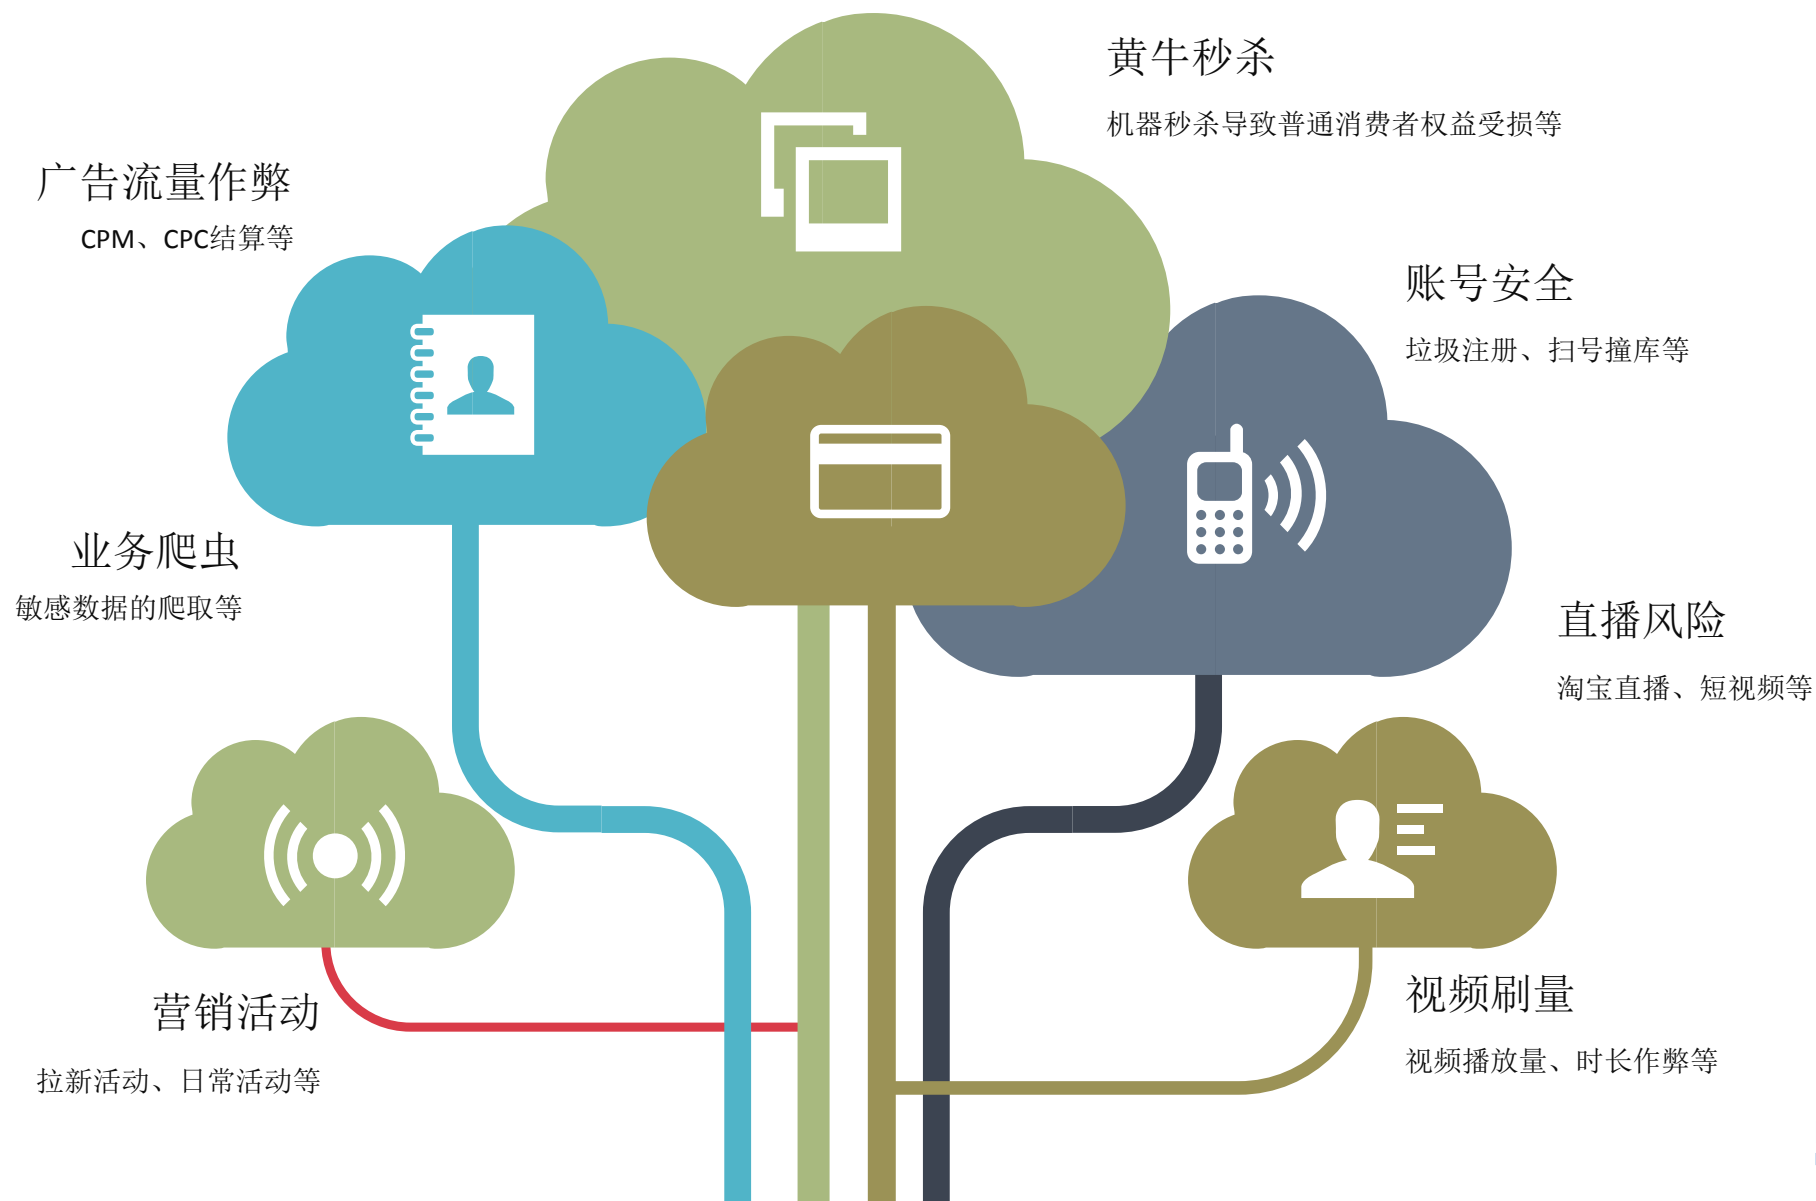 黄牛秒杀
机器秒杀导致普通消费者权益受损等
广告流量作弊
CPM、CPC结算等
账号安全
垃圾注册、扫号撞库等
业务爬虫
敏感数据的爬取等
直播风险
淘宝直播、短视频等
营销活动
拉新活动、日常活动等
视频刷量
视频播放量、时长作弊等